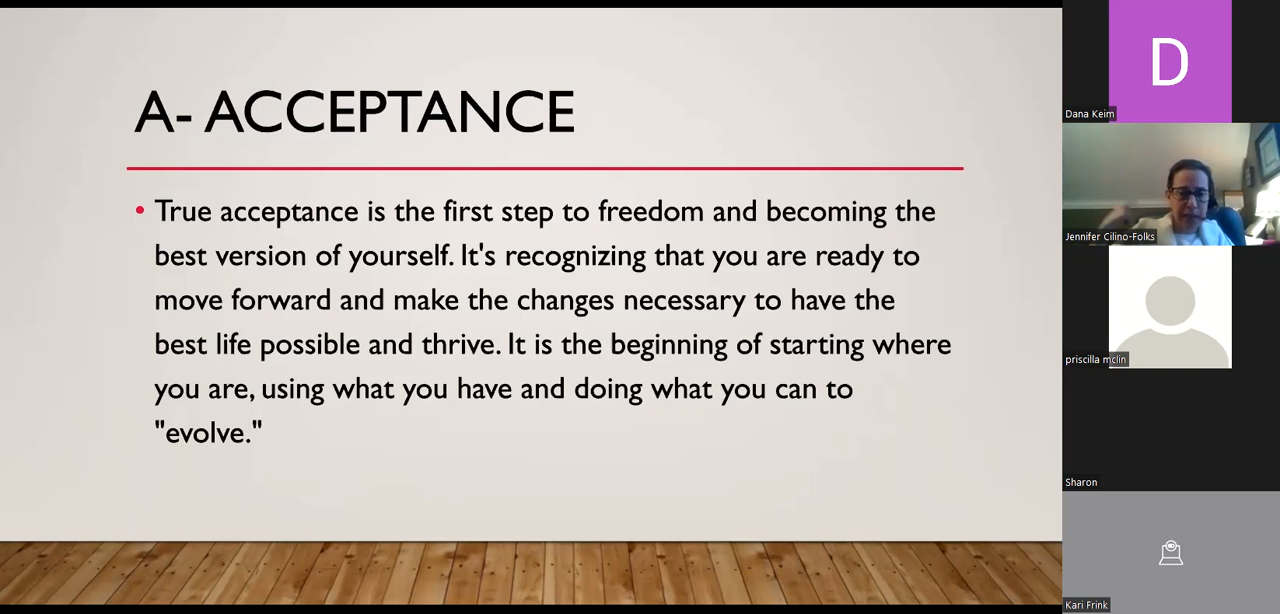 A- ACCEPTANCE
• True acceptance is the first step to freedom and becoming the
best version of yourself. It's recognizing that you are ready to
move forward and make the changes necessary to have the
best life possible and thrive. It is the beginning of starting where
you are, using what you have and doing what you can to
"evolve."
D
Dana Keim
Jennifer Cilino-Folks
priscilla mclin
Sharon
Kari Frink